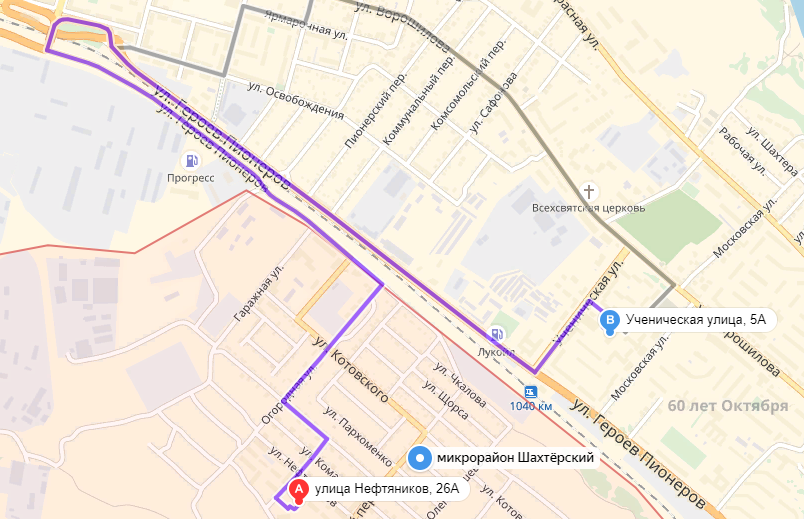 ул. Ворошилова
Красная ул.
Ярмарочная ул.
ул. Освобождения
Пионерский пер.
Коммунальный пер.
Комсомольский пер.
ул. Сафонова
ул. Шахтёра
Рабочая ул.
ул. Героев Пионеров
ул. Героев Пионеров
Прогресс
Всехсвятская церковь
Московская ул.
Гаражная ул.
Ученическая ул.
B
Ученическая улица, 5А
Лукойл
ул. Котовского
Огородная ул.
ул. Чкалова
ул. Щорса
1040 км
Московская ул.
60 лет Октября
ул. Героев Пионеров
ул. Пархоменко
микрорайон Шахтёрский
A
улица Нефтяников, 26А